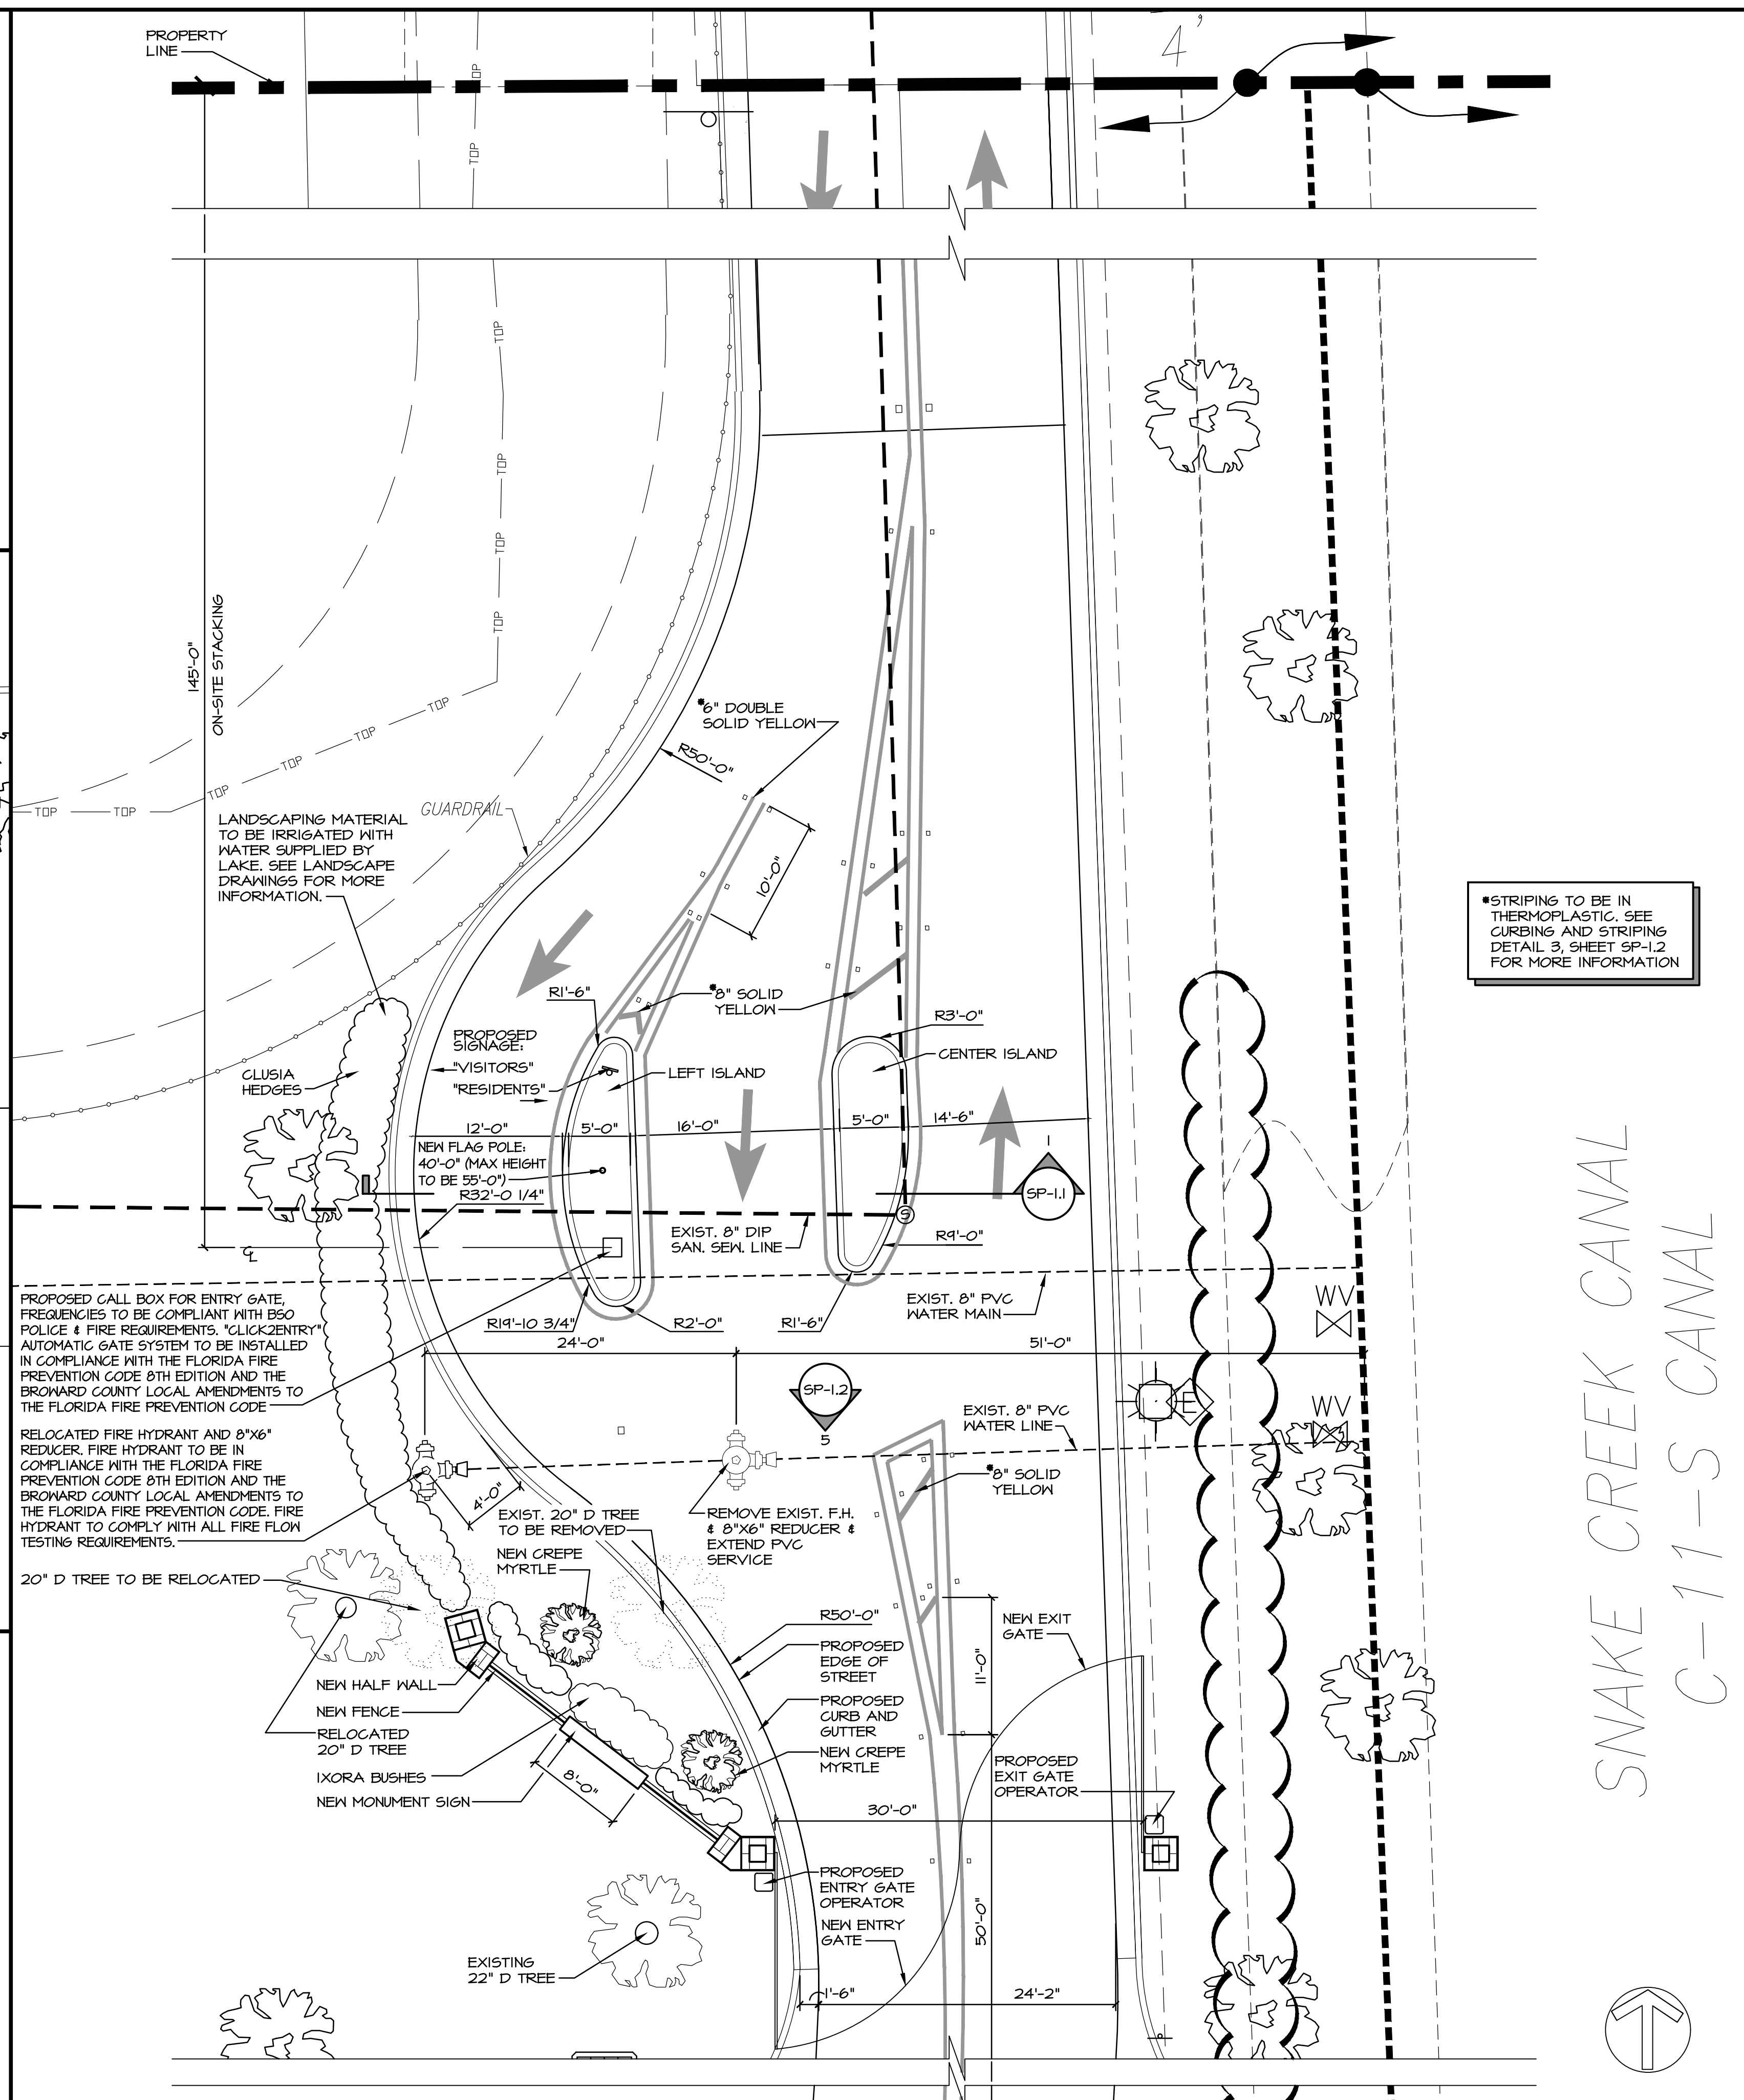 PROPERTY
LINE
4'
TOP
TOP
TOP
TOP
TOP
TOP
TOP
TOP
TOP
TOP
TOP
TOP
145'-0"
ON-SITE STACKING
*6" DOUBLE
SOLID YELLOW
R50'-0"
GUARDRAIL
LANDSCAPING MATERIAL
TO BE IRRIGATED WITH
WATER SUPPLIED BY
LAKE. SEE LANDSCAPE
DRAWINGS FOR MORE
INFORMATION.
10'-0"
*STRIPING TO BE IN
THERMOPLASTIC. SEE
CURBING AND STRIPING
DETAIL 3, SHEET SP-1.2
FOR MORE INFORMATION
R1'-6"
*8" SOLID
YELLOW
R3'-0"
PROPOSED
SIGNAGE:
"VISITORS"
"RESIDENTS"
CENTER ISLAND
LEFT ISLAND
CLUSIA
HEDGES
12'-0"
5'-0"
16'-0"
5'-0"
14'-6"
NEW FLAG POLE:
40'-0" (MAX HEIGHT
TO BE 55'-0")
R32'-0 1/4"
1
SP-1.1
S
EXIST. 8" DIP
SAN. SEW. LINE
R9'-0"
CL
PROPOSED CALL BOX FOR ENTRY GATE,
FREQUENCIES TO BE COMPLIANT WITH BSO
POLICE & FIRE REQUIREMENTS. "CLICK2ENTRY"
AUTOMATIC GATE SYSTEM TO BE INSTALLED
IN COMPLIANCE WITH THE FLORIDA FIRE
PREVENTION CODE 8TH EDITION AND THE
BROWARD COUNTY LOCAL AMENDMENTS TO
THE FLORIDA FIRE PREVENTION CODE
EXIST. 8" PVC
WATER MAIN
WV
R19'-10 3/4"
R2'-0"
R1'-6"
24'-0"
51'-0"
SP-1.2
5
E
WV
EXIST. 8" PVC
WATER LINE
RELOCATED FIRE HYDRANT AND 8"X6"
REDUCER. FIRE HYDRANT TO BE IN
COMPLIANCE WITH THE FLORIDA FIRE
PREVENTION CODE 8TH EDITION AND THE
BROWARD COUNTY LOCAL AMENDMENTS TO
THE FLORIDA FIRE PREVENTION CODE. FIRE
HYDRANT TO COMPLY WITH ALL FIRE FLOW
TESTING REQUIREMENTS.
4'-0"
*8" SOLID
YELLOW
EXIST. 20" D TREE
TO BE REMOVED
REMOVE EXIST. F.H.
& 8"X6" REDUCER &
EXTEND PVC
SERVICE
NEW CREPE
MYRTLE
20" D TREE TO BE RELOCATED
R50'-0"
NEW EXIT
GATE
PROPOSED
EDGE OF
STREET
11'-0"
NEW HALF WALL
NEW FENCE
PROPOSED
CURB AND
GUTTER
RELOCATED
20" D TREE
NEW CREPE
MYRTLE
PROPOSED
EXIT GATE
OPERATOR
IXORA BUSHES
8'-0"
NEW MONUMENT SIGN
30'-0"
PROPOSED
ENTRY GATE
OPERATOR
NEW ENTRY
GATE
50'-0"
EXISTING
22" D TREE
1'-6"
24'-2"
SNAKE CREEK CANAL
C-11-S CANAL